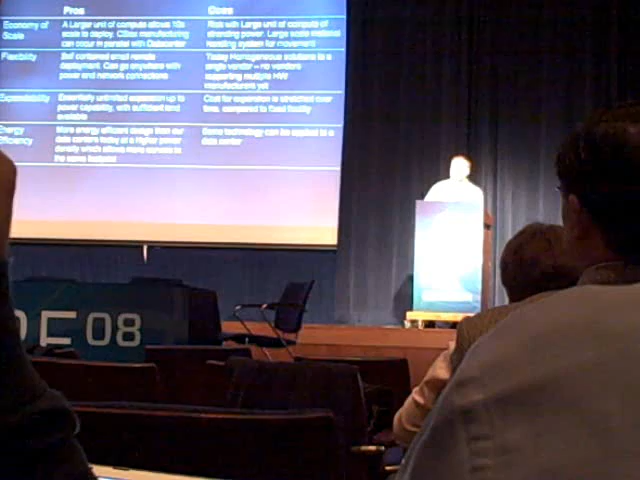 Pros Cons
Economy of Scale
A Larger unit of compute allows
to scale to deploy. manufacturing
can occur in parallel with Datacenter
Risk with Large unit of compute of
stranding power. Large scale material
handling system for movement
Flexibility
Self contained small remote
deployment. Can go anywhere with
power and network connections
Today Homogeneous solutions to a
single vendor – no vendors
supporting multiple HW
manufacturers yet
Expandability
Essentially unlimited expansion up to
power capability, with sufficient land
available
Cost for expansion is stretched over
time, compared to fixed facility
Energy
Efficiency
More energy efficient design than our
data centers today at a Higher power
density which allows more servers in
the same footprint
Same technology can be applied to a
data center
08